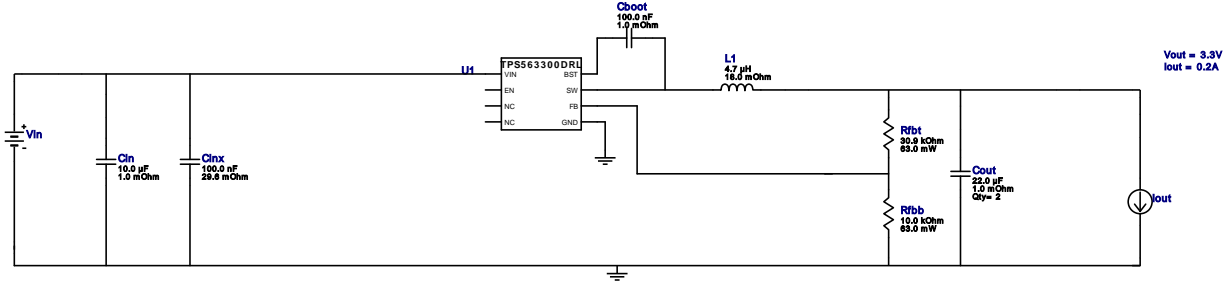 Cboot
100.0 nF
1.0 mOhm
Vout = 3.3V
Iout = 0.2A
L1
4.7 µH
18.0 mOhm
U1
TPS563300DRL
VIN
BST
EN
SW
NC
FB
NC
GND
+
Vin
-
Cin
10.0 µF
1.0 mOhm
Cinx
100.0 nF
29.6 mOhm
Rfbt
30.9 kOhm
63.0 mW
Cout
22.0 µF
1.0 mOhm
Qty= 2
Iout
Rfbb
10.0 kOhm
63.0 mW